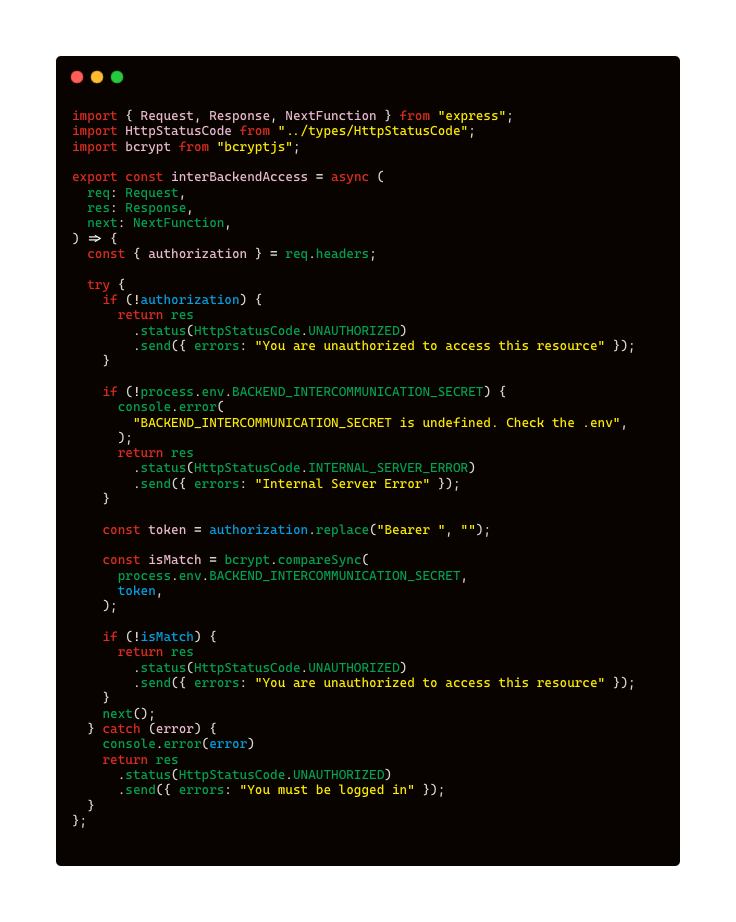 import { Request, Response, NextFunction } from "express";
import HttpStatusCode from "../types/HttpStatusCode";
import bcrypt from "bcryptjs";

export const interBackendAccess = async (
  req: Request,
  res: Response,
  next: NextFunction,
) => {
  const { authorization } = req.headers;

  try {
    if (!authorization) {
      return res
        .status(HttpStatusCode.UNAUTHORIZED)
        .send({ errors: "You are unauthorized to access this resource" });
    }

    if (!process.env.BACKEND_INTERCOMMUNICATION_SECRET) {
      console.error(
        "BACKEND_INTERCOMMUNICATION_SECRET is undefined. Check the .env",
      );
      return res
        .status(HttpStatusCode.INTERNAL_SERVER_ERROR)
        .send({ errors: "Internal Server Error" });
    }

    const token = authorization.replace("Bearer ", "");

    const isMatch = bcrypt.compareSync(
      process.env.BACKEND_INTERCOMMUNICATION_SECRET,
      token,
    );

    if (!isMatch) {
      return res
        .status(HttpStatusCode.UNAUTHORIZED)
        .send({ errors: "You are unauthorized to access this resource" });
    }
    next();
  } catch (error) {
    console.error(error)
    return res
      .status(HttpStatusCode.UNAUTHORIZED)
      .send({ errors: "You must be logged in" });
  }
};